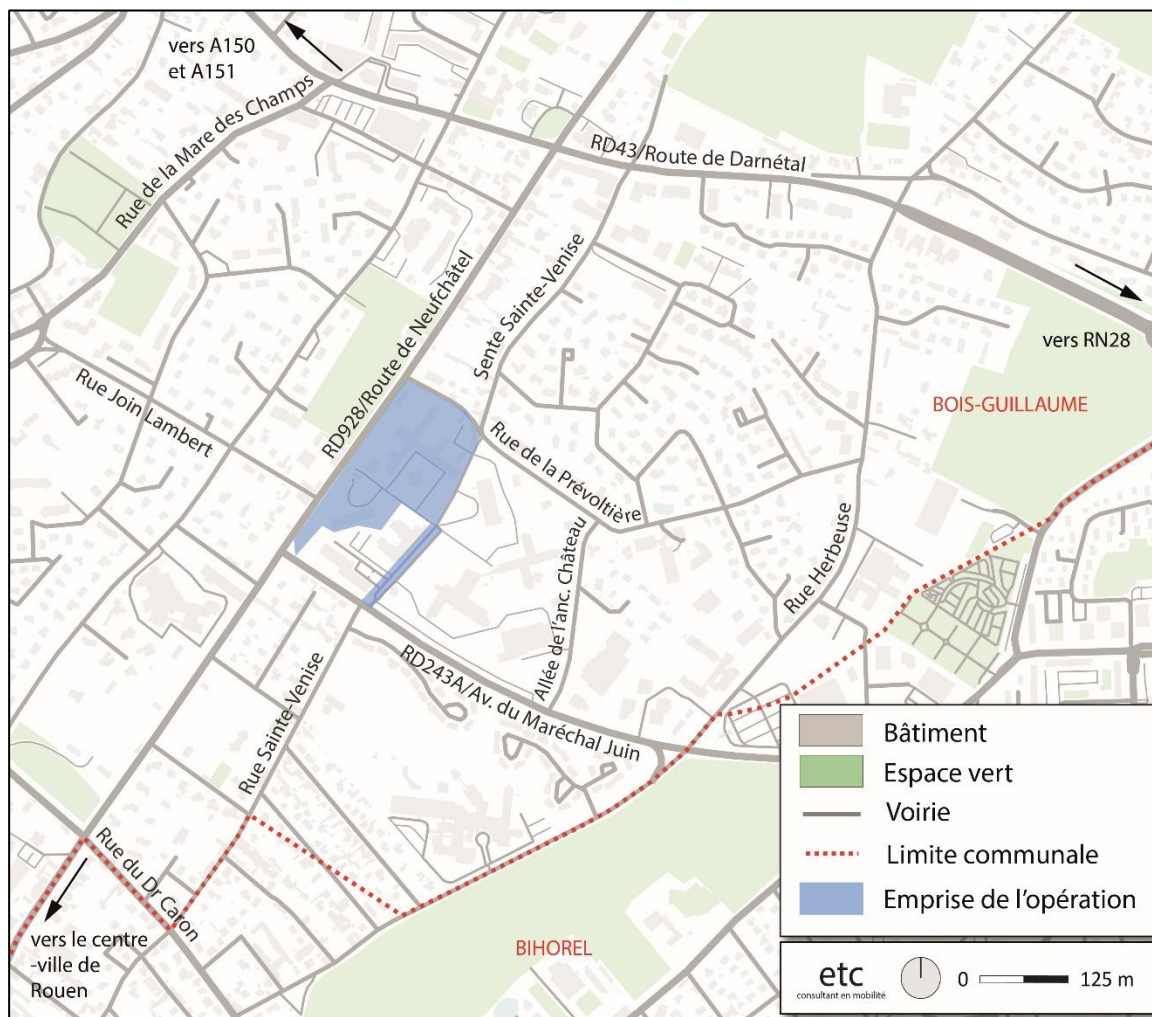 vers A150
et A151
Rue de la Mare des Champs
RD43/Route de Darnétal
RD928/Route de Neufchâtel
Sente Sainte-Venise
vers RN28
Rue Join Lambert
BOIS-GUILLAUME
Rue de la Prévoltière
Allée de l'anc. Château
Rue Herbeuse
RD243A/Av. du Maréchal Juin
Rue Sainte-Venise
Rue du Dr Caron
vers le centre
-ville de
Rouen
BIHOREL
Bâtiment
Espace vert
Voirie
Limite communale
Emprise de l'opération
etc
consultant en mobilité
0 125 m